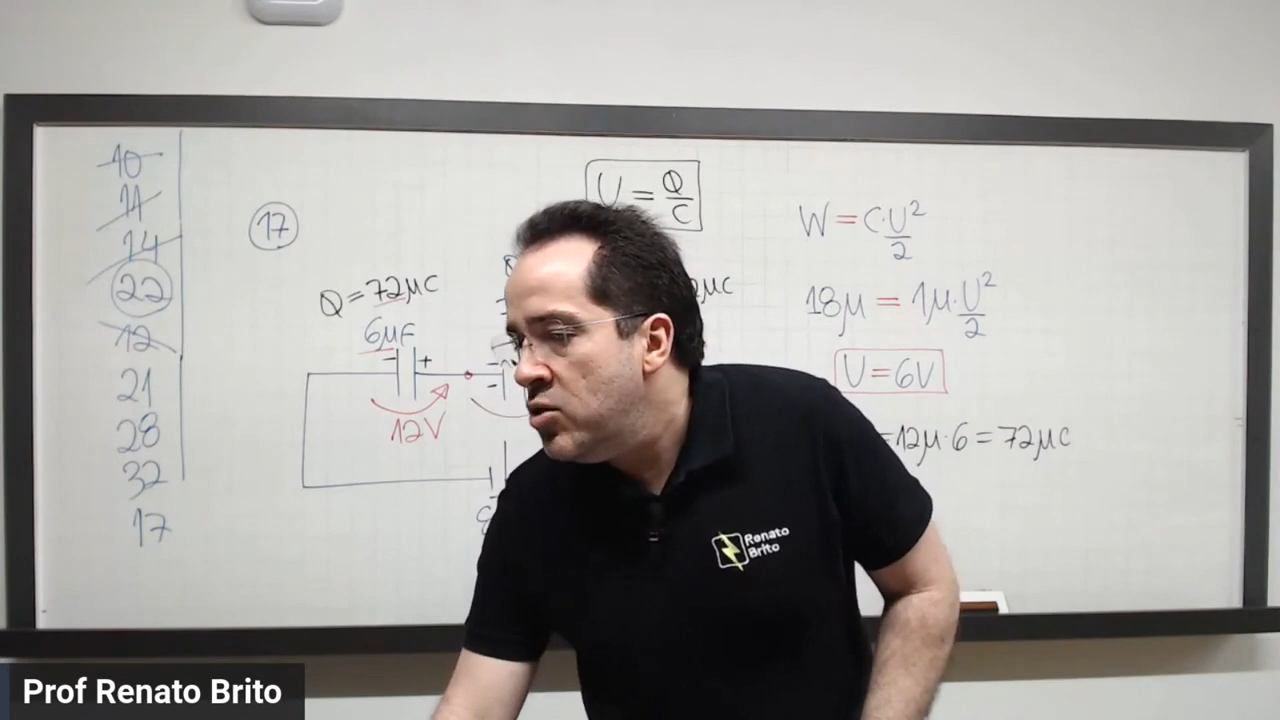 10
11
14
22
12
21
28
32
17
17
U = Q/C
Q = 72μC
6μF
- +
12V
μC
W = C·U²/2
18μ = 1μ·U²/2
U = 6V
= 12μ·6 = 72μC
Renato
Brito
Prof Renato Brito